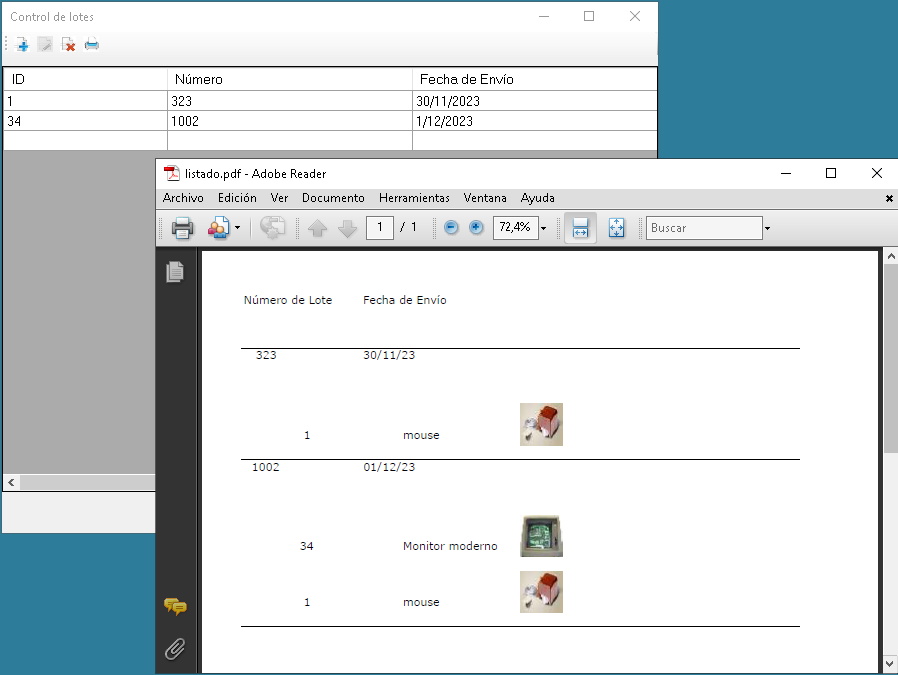 Control de lotes
ID Número Fecha de Envío
1 323 30/11/2023
34 1002 1/12/2023
listado.pdf - Adobe Reader
Archivo Edición Ver Documento Herramientas Ventana Ayuda
1 / 1 72,4% Buscar
Número de Lote Fecha de Envío
323 30/11/23
1 mouse
1002 01/12/23
34 Monitor moderno
1 mouse